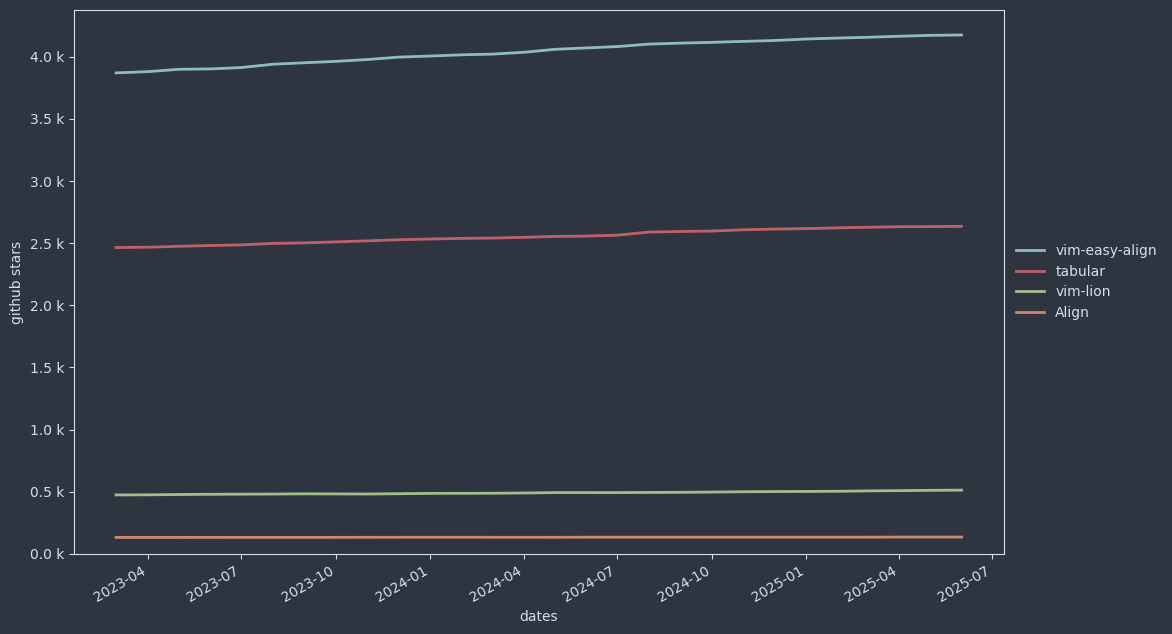 4.0 k
3.5 k
3.0 k
2.5 k
2.0 k
1.5 k
1.0 k
0.5 k
0.0 k
github stars
2023-04
2023-07
2023-10
2024-01
2024-04
2024-07
2024-10
2025-01
2025-04
2025-07
dates
vim-easy-align
tabular
vim-lion
Align